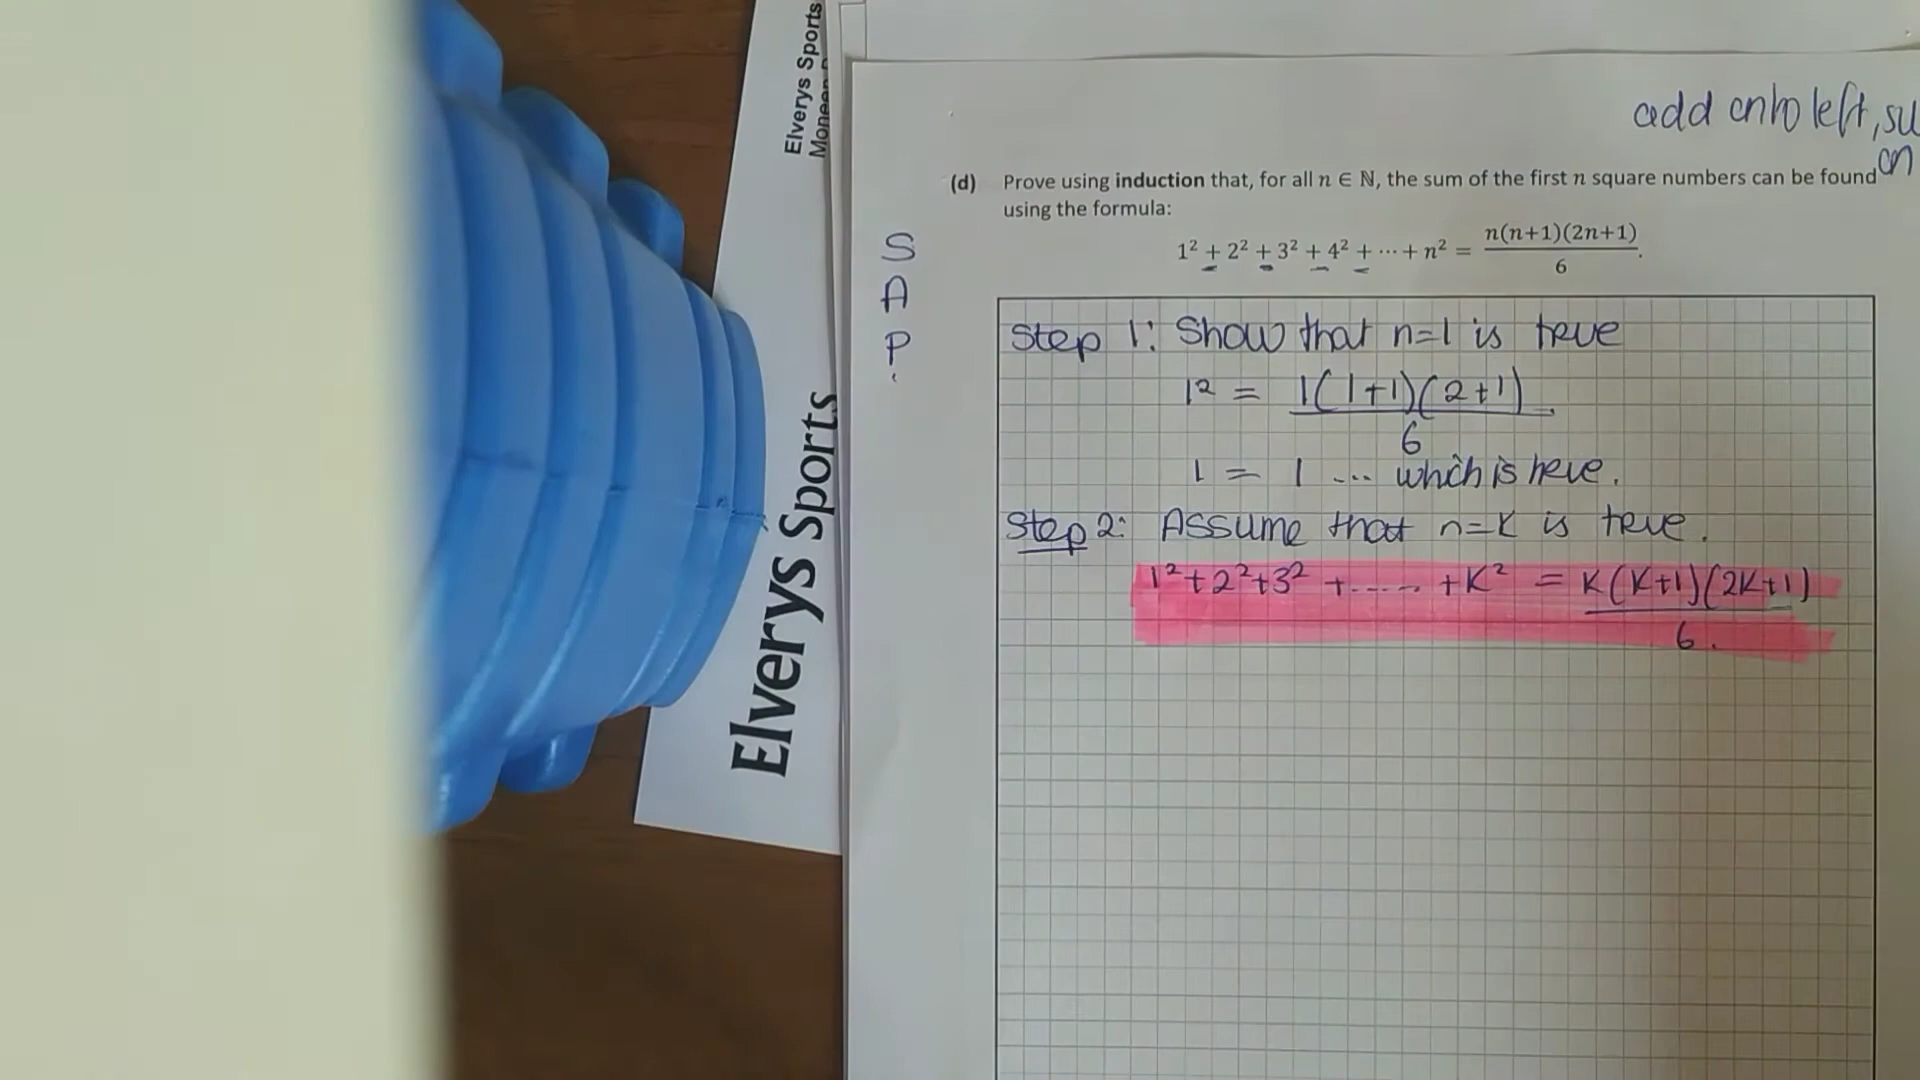 Elverys Sports
Elverys Sports
add onto left, su
on
(d) Prove using induction that, for all n ∈ ℕ, the sum of the first n square numbers can be found
using the formula:
1² + 2² + 3² + 4² + ⋯ + n² = n(n+1)(2n+1)/6.
S
A
P
Step 1: Show that n=1 is true
1² = 1(1+1)(2+1)/6
1 = 1 ... which is true.
Step 2: Assume that n=K is true.
1²+2²+3² +..... +K² = K(K+1)(2K+1)/6.